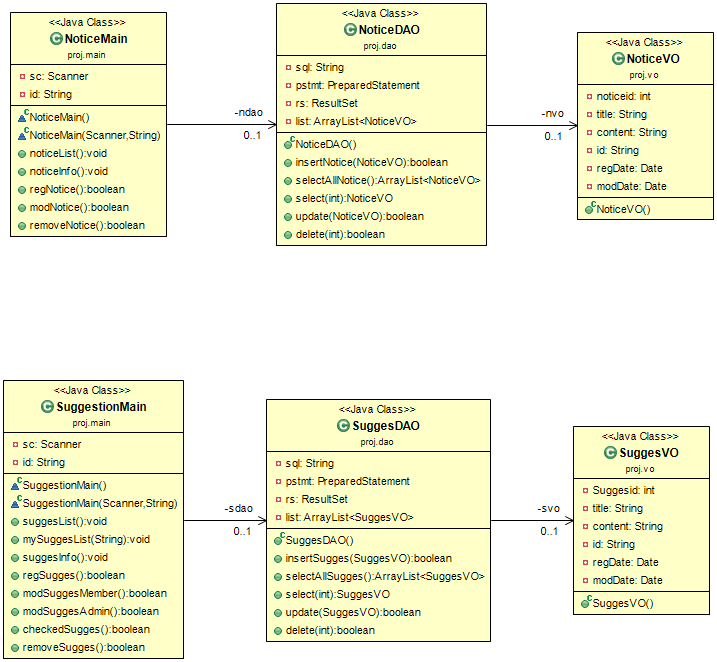 <<Java Class>>
NoticeMain
proj.main
sc: Scanner
id: String
NoticeMain()
NoticeMain(Scanner,String)
noticeList():void
noticeInfo():void
regNotice():boolean
modNotice():boolean
removeNotice():boolean
-ndao
0..1
<<Java Class>>
NoticeDAO
proj.dao
sql: String
pstmt: PreparedStatement
rs: ResultSet
list: ArrayList<NoticeVO>
NoticeDAO()
insertNotice(NoticeVO):boolean
selectAllNotice():ArrayList<NoticeVO>
select(int):NoticeVO
update(NoticeVO):boolean
delete(int):boolean
-nvo
0..1
<<Java Class>>
NoticeVO
proj.vo
noticeid: int
title: String
content: String
id: String
regDate: Date
modDate: Date
NoticeVO()
<<Java Class>>
SuggestionMain
proj.main
sc: Scanner
id: String
SuggestionMain()
SuggestionMain(Scanner,String)
suggesList():void
mySuggesList(String):void
suggesInfo():void
regSugges():boolean
modSuggesMember():boolean
modSuggesAdmin():boolean
checkedSugges():boolean
removeSugges():boolean
-sdao
0..1
<<Java Class>>
SuggesDAO
proj.dao
sql: String
pstmt: PreparedStatement
rs: ResultSet
list: ArrayList<SuggesVO>
SuggesDAO()
insertSugges(SuggesVO):boolean
selectAllSugges():ArrayList<SuggesVO>
select(int):SuggesVO
update(SuggesVO):boolean
delete(int):boolean
-svo
0..1
<<Java Class>>
SuggesVO
proj.vo
Suggesid: int
title: String
content: String
id: String
regDate: Date
modDate: Date
SuggesVO()